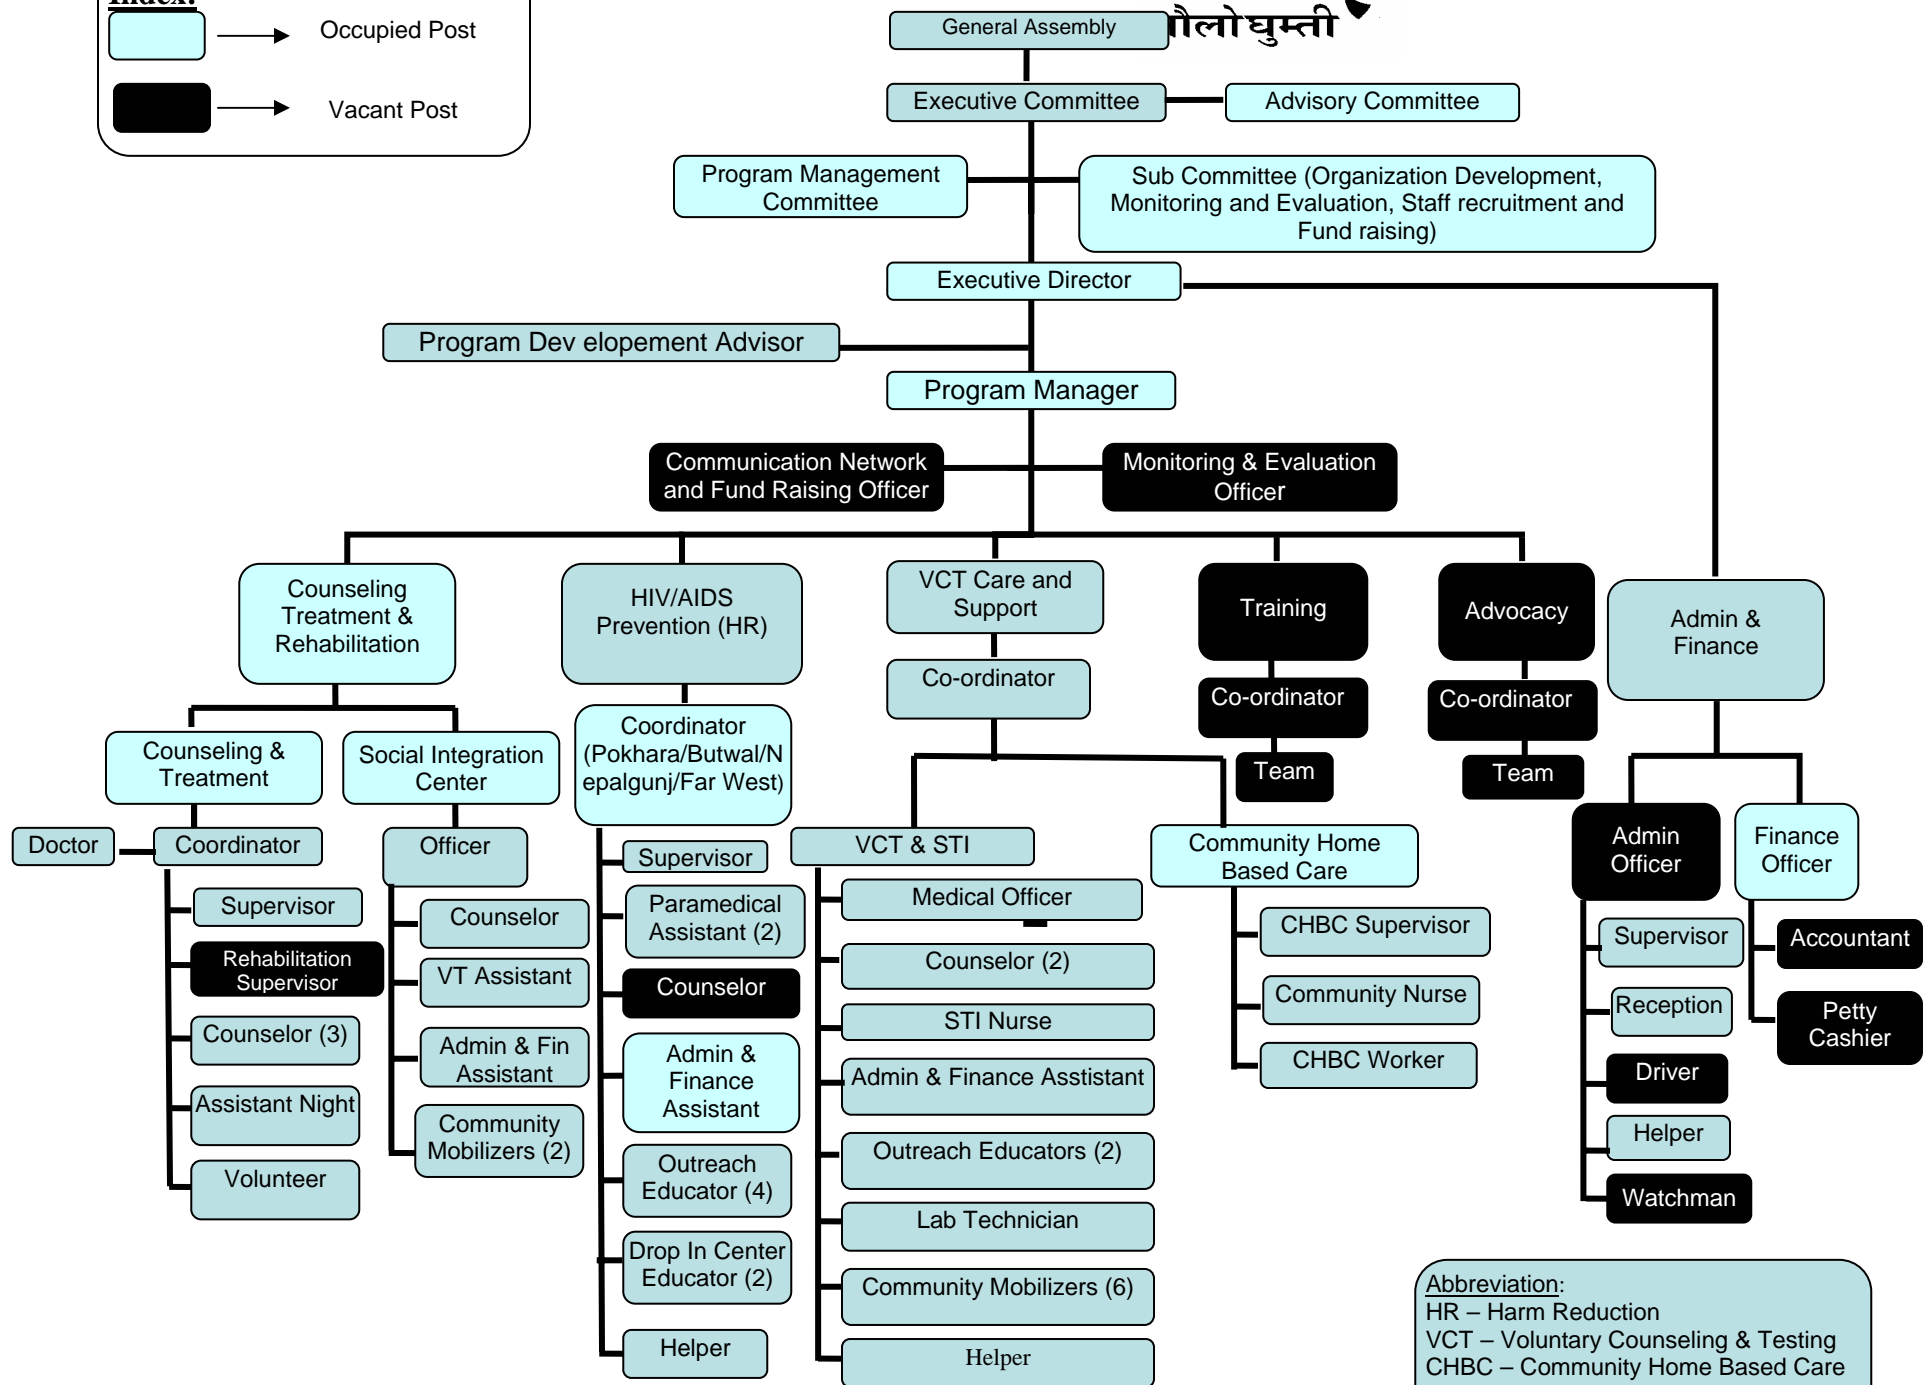 Index:
Occupied Post
Vacant Post
General Assembly
ौलो घुम्ती
Executive Committee
Advisory Committee
Program Management
Committee
Sub Committee (Organization Development,
Monitoring and Evaluation, Staff recruitment and
Fund raising)
Executive Director
Program Dev elopement Advisor
Program Manager
Communication Network
and Fund Raising Officer
Monitoring & Evaluation
Officer
Counseling
Treatment &
Rehabilitation
HIV/AIDS
Prevention (HR)
VCT Care and
Support
Training
Advocacy
Admin &
Finance
Co-ordinator
Co-ordinator
Co-ordinator
Counseling &
Treatment
Social Integration
Center
Coordinator
(Pokhara/Butwal/N
epalgunj/Far West)
Team
Team
Doctor
Coordinator
Officer
Supervisor
VCT & STI
Community Home
Based Care
Admin
Officer
Finance
Officer
Supervisor
Rehabilitation
Supervisor
Counselor (3)
Assistant Night
Volunteer
Counselor
VT Assistant
Admin & Fin
Assistant
Community
Mobilizers (2)
Paramedical
Assistant (2)
Counselor
Admin &
Finance
Assistant
Outreach
Educator (4)
Drop In Center
Educator (2)
Helper
Medical Officer
Counselor (2)
STI Nurse
Admin & Finance Asstistant
Outreach Educators (2)
Lab Technician
Community Mobilizers (6)
Helper
CHBC Supervisor
Community Nurse
CHBC Worker
Supervisor
Reception
Driver
Helper
Watchman
Accountant
Petty
Cashier
Abbreviation:
HR – Harm Reduction
VCT – Voluntary Counseling & Testing
CHBC – Community Home Based Care